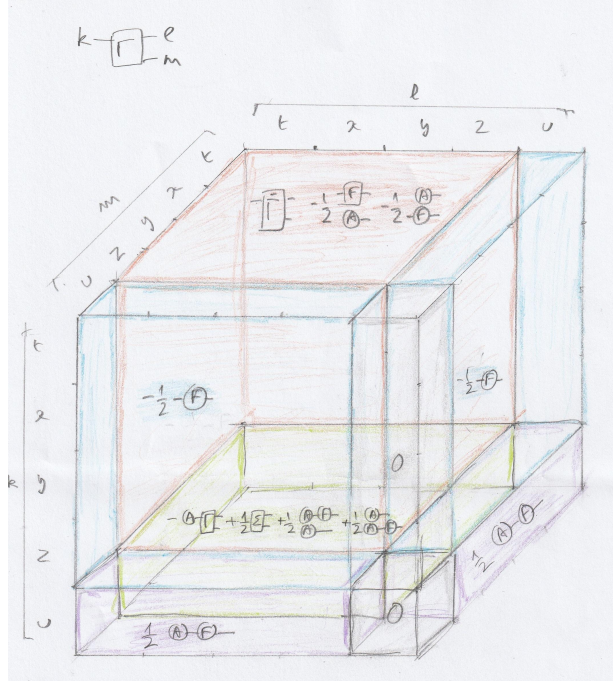 k Γ l
m
l
t x y z u
m
t
x
y
z
u
Γ - 1/2 F A - 1/2 A F
t
x
y
z
u
- 1/2 F
- 1/2 F
0
- A Γ + 1/2 Σ + 1/2 A F A + 1/2 A A F
1/2 A F
0
1/2 A F